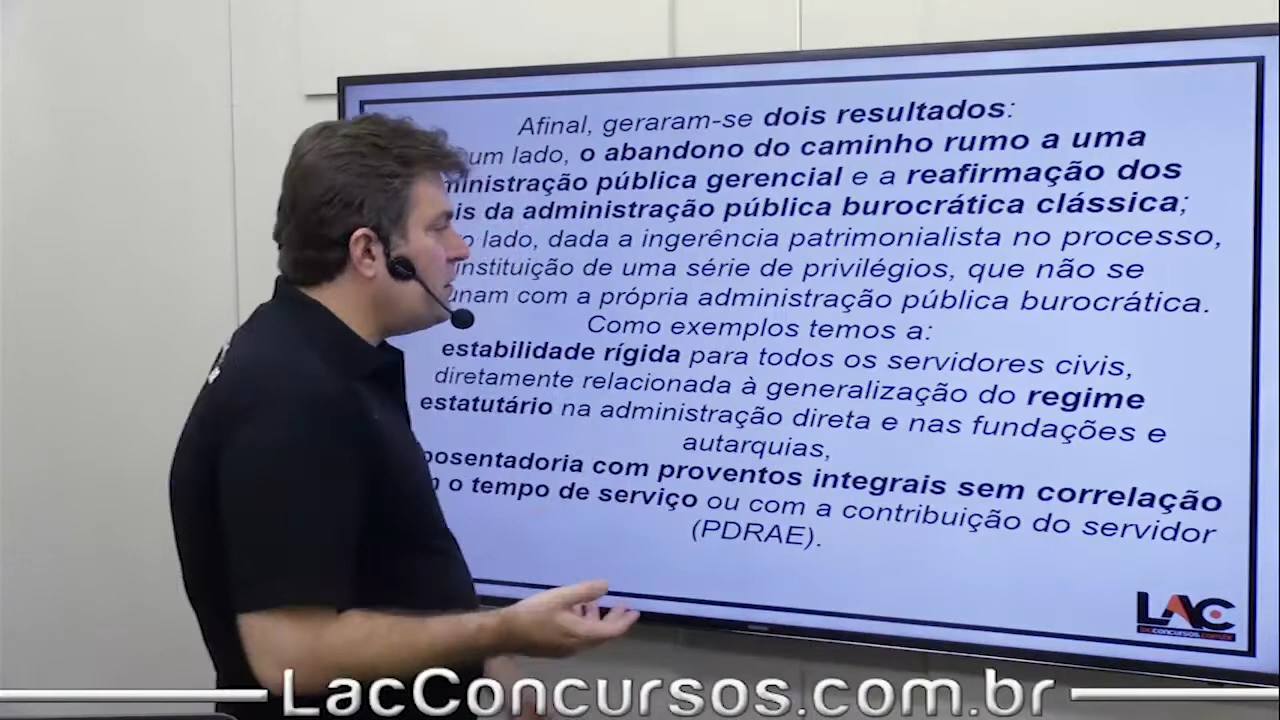 Afinal, geraram-se dois resultados:
um lado, o abandono do caminho rumo a uma
pública gerencial e a reafirmação dos
da administração pública burocrática clássica;
lado, dada a ingerência patrimonialista no processo,
instituição de uma série de privilégios, que não se
com a própria administração pública burocrática.
Como exemplos temos a:
estabilidade rígida para todos os servidores civis,
diretamente relacionada à generalização do regime
estatutário na administração direta e nas fundações e
autarquias,
com proventos integrais sem correlação
o tempo de serviço ou com a contribuição do servidor
(PDRAE).
LAC
lacconcursos.com.br
LacConcursos.com.br